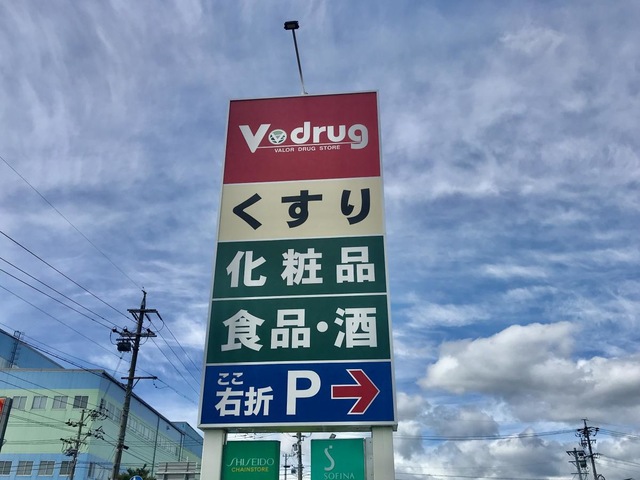 V drug
VALOR DRUG STORE
くすり
化粧品
食品・酒
ここ
右折 P
SHISEIDO
CHAINSTORE
S
SOFINA